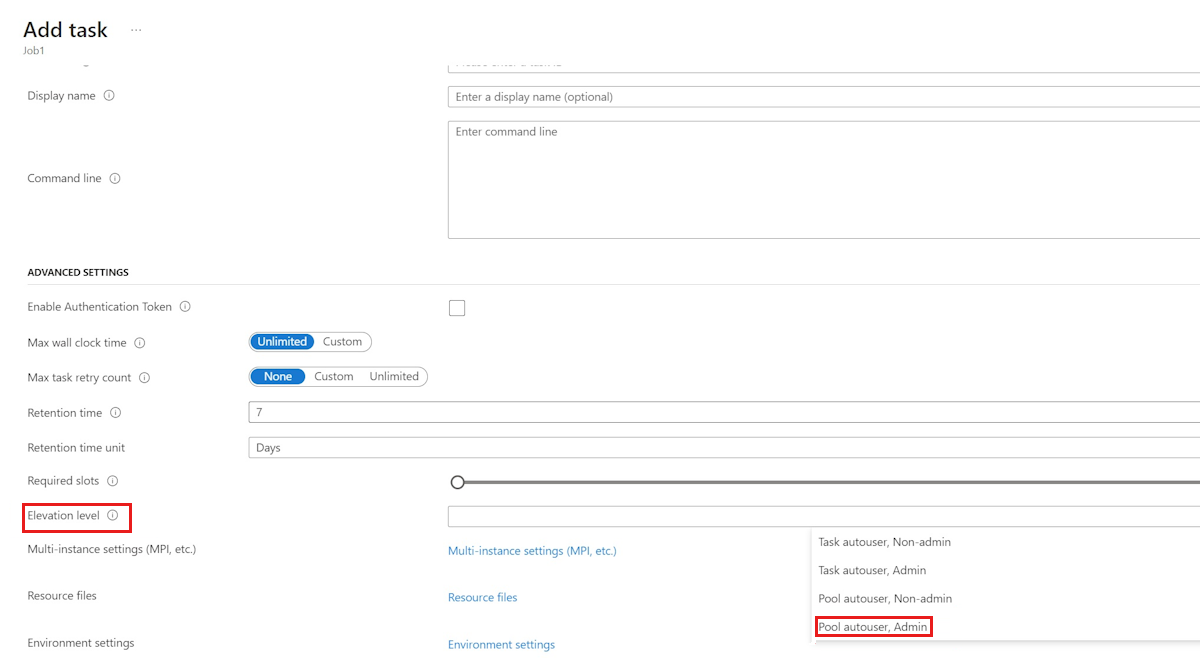 Add task ...
Job1
Display name
Enter a display name (optional)
Enter command line
Command line
ADVANCED SETTINGS
Enable Authentication Token
Max wall clock time
Unlimited Custom
Max task retry count
None Custom Unlimited
Retention time
7
Retention time unit
Days
Required slots
Elevation level
Task autouser, Non-admin
Task autouser, Admin
Pool autouser, Non-admin
Pool autouser, Admin
Multi-instance settings (MPI, etc.)
Multi-instance settings (MPI, etc.)
Resource files
Resource files
Environment settings
Environment settings